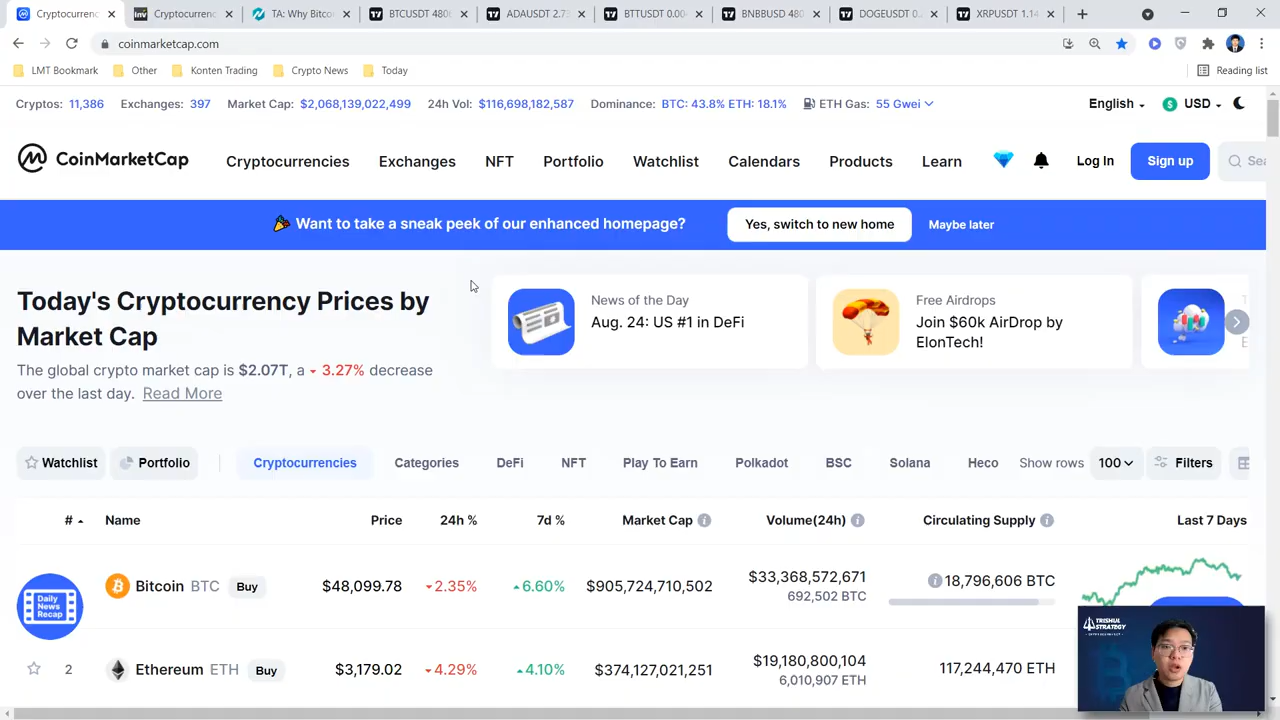 Cryptocurrenc
Cryptocurrenc
TA: Why Bitco
BTCUSDT 480
ADAUSDT 2.7
BTTUSDT 0.00
BNBBUSD 480
DOGEUSDT 0.
XRPUSDT 1.14
coinmarketcap.com
LMT Bookmark Other Konten Trading Crypto News Today Reading list
Cryptos: 11,386 Exchanges: 397 Market Cap: $2,068,139,022,499 24h Vol: $116,698,182,587 Dominance: BTC: 43.8% ETH: 18.1% ETH Gas: 55 Gwei English USD
CoinMarketCap Cryptocurrencies Exchanges NFT Portfolio Watchlist Calendars Products Learn Log In Sign up Sea
Want to take a sneak peek of our enhanced homepage? Yes, switch to new home Maybe later
Today's Cryptocurrency Prices by
Market Cap
The global crypto market cap is $2.07T, a 3.27% decrease
over the last day. Read More
News of the Day
Aug. 24: US #1 in DeFi
Free Airdrops
Join $60k AirDrop by
ElonTech!
Watchlist Portfolio Cryptocurrencies Categories DeFi NFT Play To Earn Polkadot BSC Solana Heco Show rows 100 Filters
# Name Price 24h % 7d % Market Cap Volume(24h) Circulating Supply Last 7 Days
Daily
News
Recap
Bitcoin BTC Buy $48,099.78 2.35% 6.60% $905,724,710,502 $33,368,572,671 18,796,606 BTC
692,502 BTC
2 Ethereum ETH Buy $3,179.02 4.29% 4.10% $374,127,021,251 $19,180,800,104 117,244,470 ETH
6,010,907 ETH
TRISHUL
STRATEGY